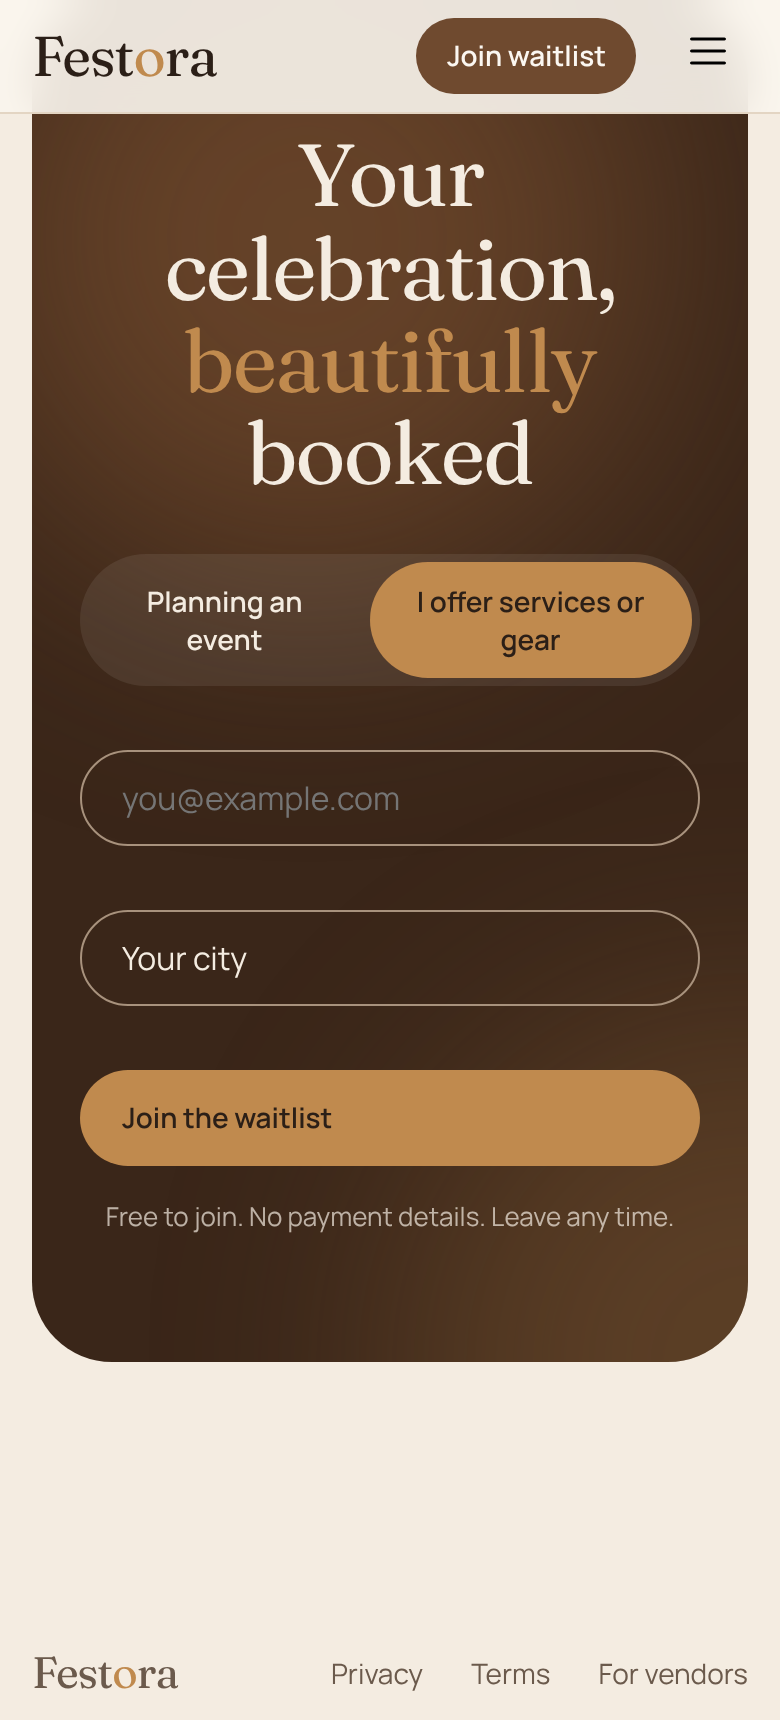 Festora
Join waitlist
Your
celebration,
beautifully
booked
Planning an
event
I offer services or
gear
you@example.com
Your city
Join the waitlist
Free to join. No payment details. Leave any time.
Festora
Privacy
Terms
For vendors